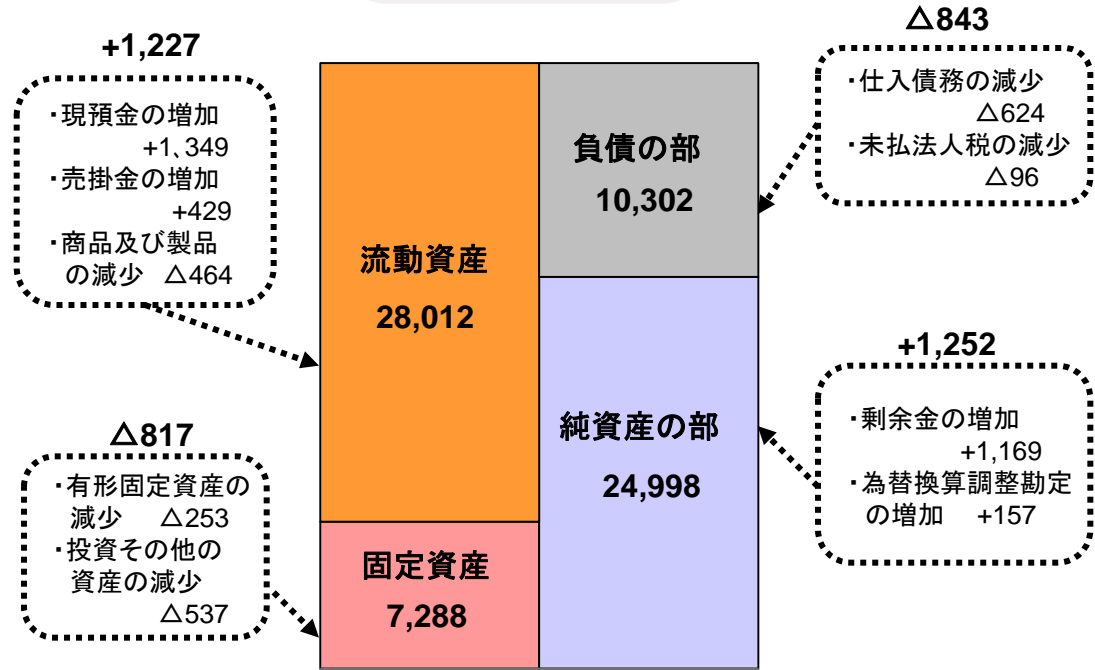 +1,227
・現預金の増加
+1、349
・売掛金の増加
+429
・商品及び製品
の減少 △464
△817
・有形固定資産の
減少 △253
・投資その他の
資産の減少
△537
流動資産
28,012
固定資産
7,288
負債の部
10,302
純資産の部
24,998
△843
・仕入債務の減少
△624
・未払法人税の減少
△96
+1,252
・剰余金の増加
+1,169
・為替換算調整勘定
の増加 +157